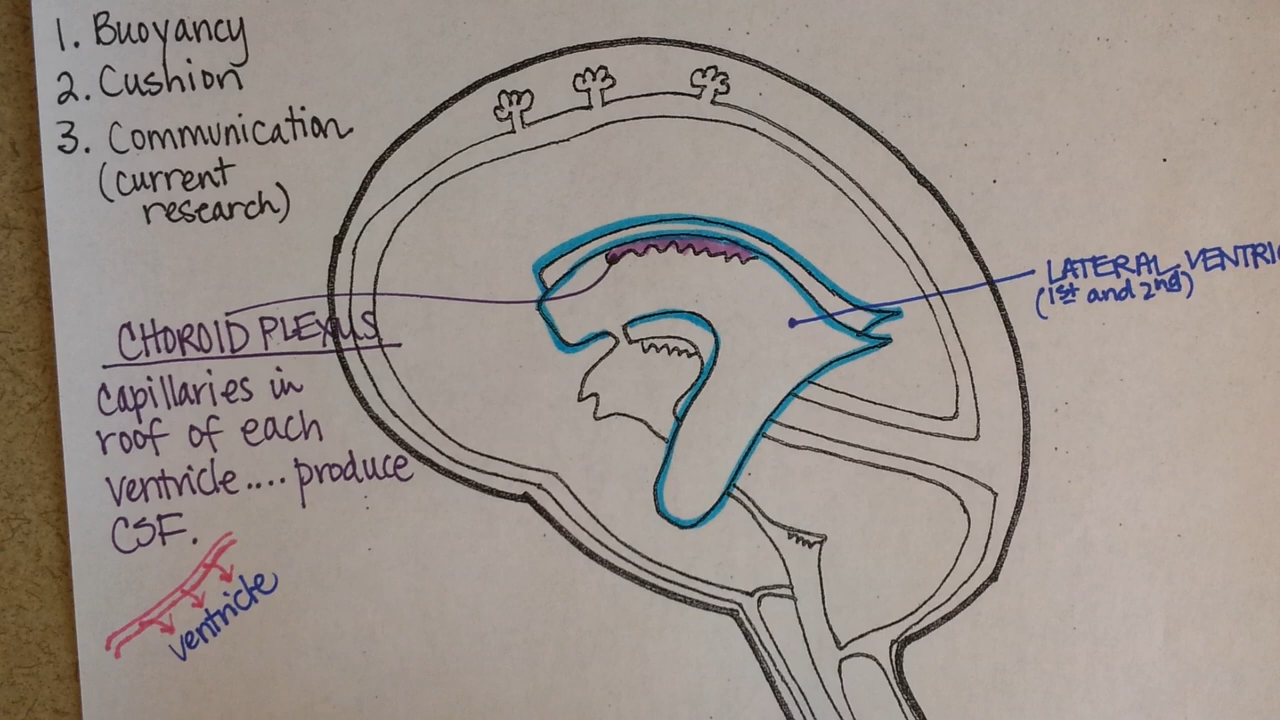 1. Buoyancy
2. Cushion
3. Communication
(current
research)
CHOROID PLEXUS
capillaries in
roof of each
ventricle.... produce
CSF.
ventricle
LATERAL VENTRI
(1st and 2nd)